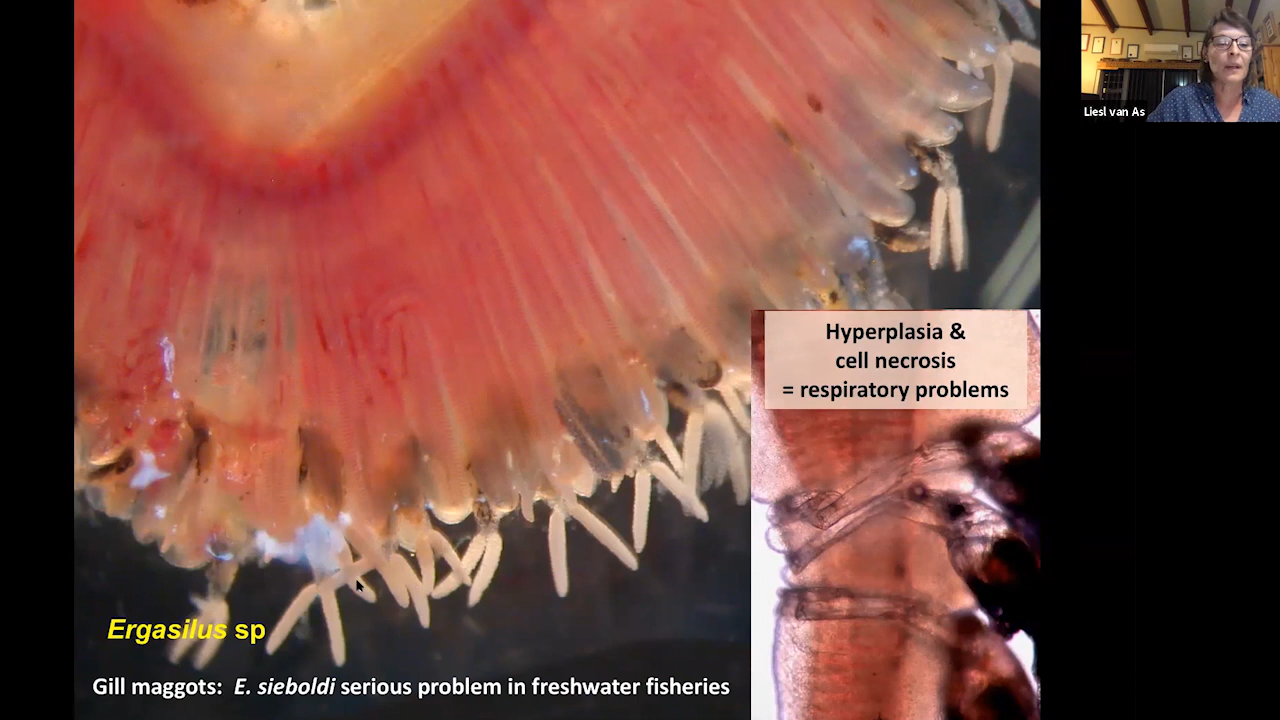 Liesl van As
Hyperplasia &
cell necrosis
= respiratory problems
Ergasilus sp
Gill maggots: E. sieboldi serious problem in freshwater fisheries